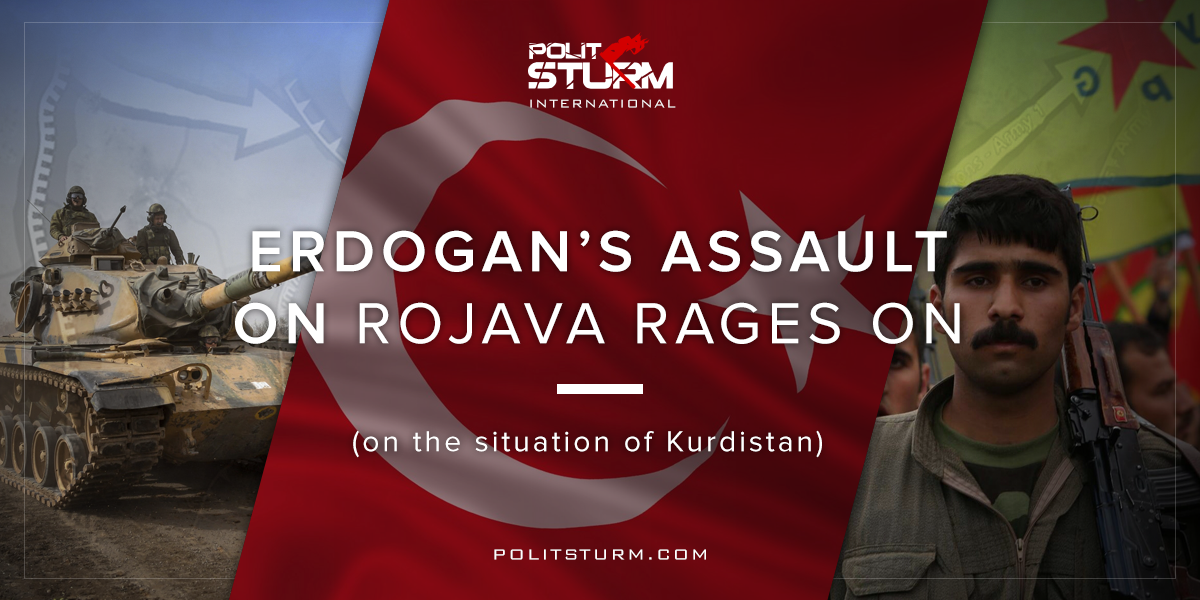 POLIT
STURM
INTERNATIONAL
ERDOGAN'S ASSAULT
ON ROJAVA RAGES ON
(on the situation of Kurdistan)
POLITSTURM.COM